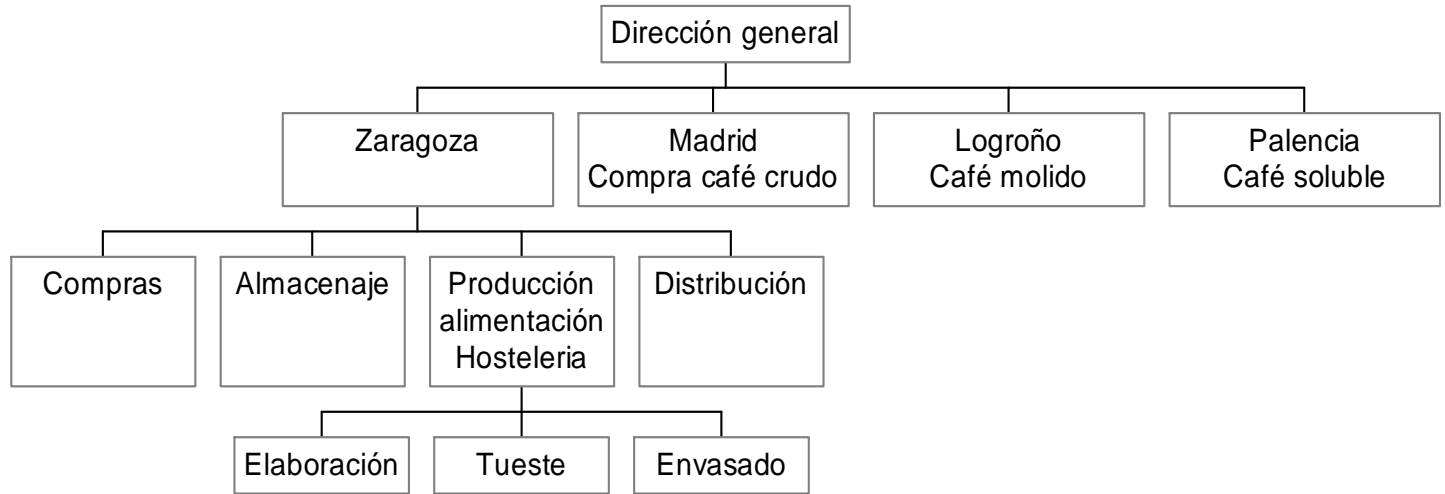 Dirección general
Zaragoza
Madrid
Compra café crudo
Logroño
Café molido
Palencia
Café soluble
Compras
Almacenaje
Producción
alimentación
Hosteleria
Distribución
Elaboración
Tueste
Envasado